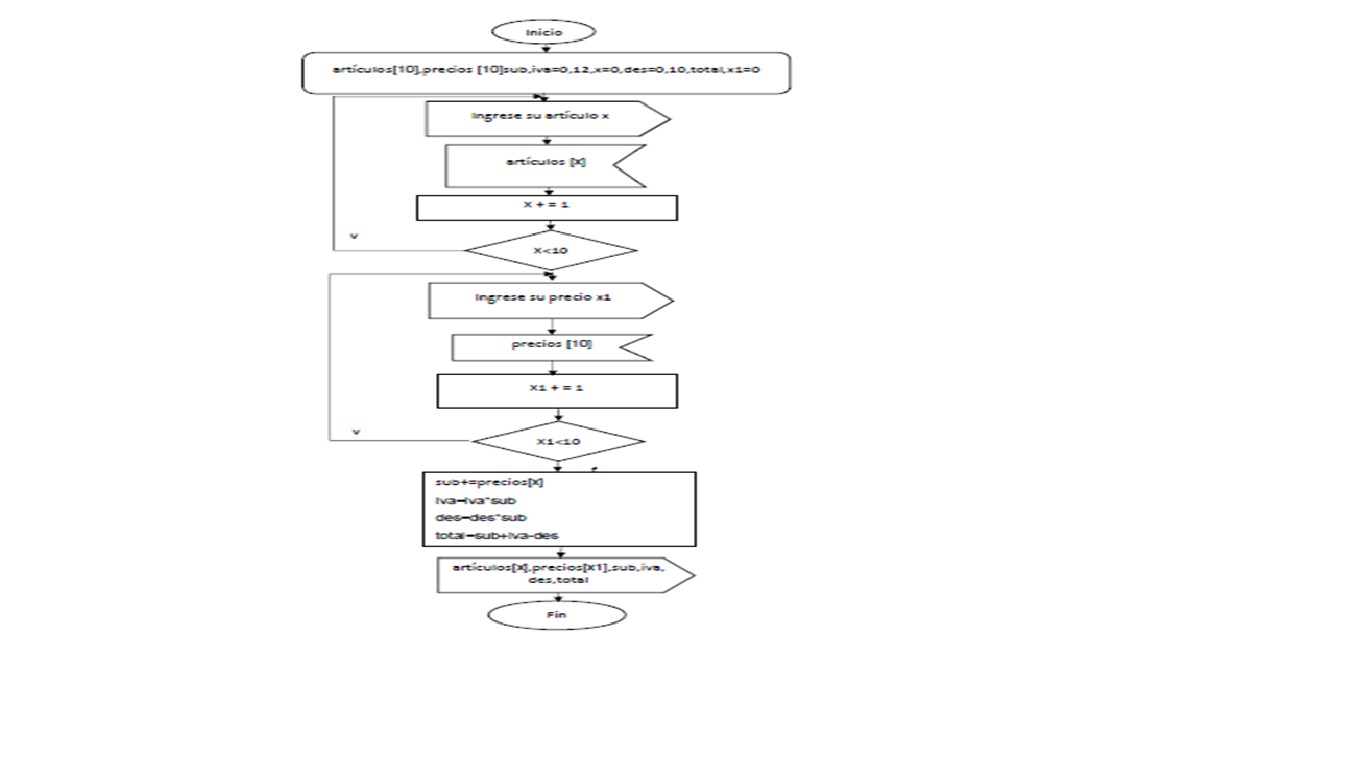 Inicio
artículos[10],precios [10]sub,iva=0,12,x=0,des=0,10,total,x1=0
Ingrese su artículo x
artículos [X]
X + = 1
V
X<10
Ingrese su precio x1
precios [10]
X1 + = 1
V
X1<10
F
sub+=precios[X]
Iva=Iva*sub
des=des*sub
total=sub+Iva-des
artículos[X],precios[X1],sub,iva,
des,total
Fin